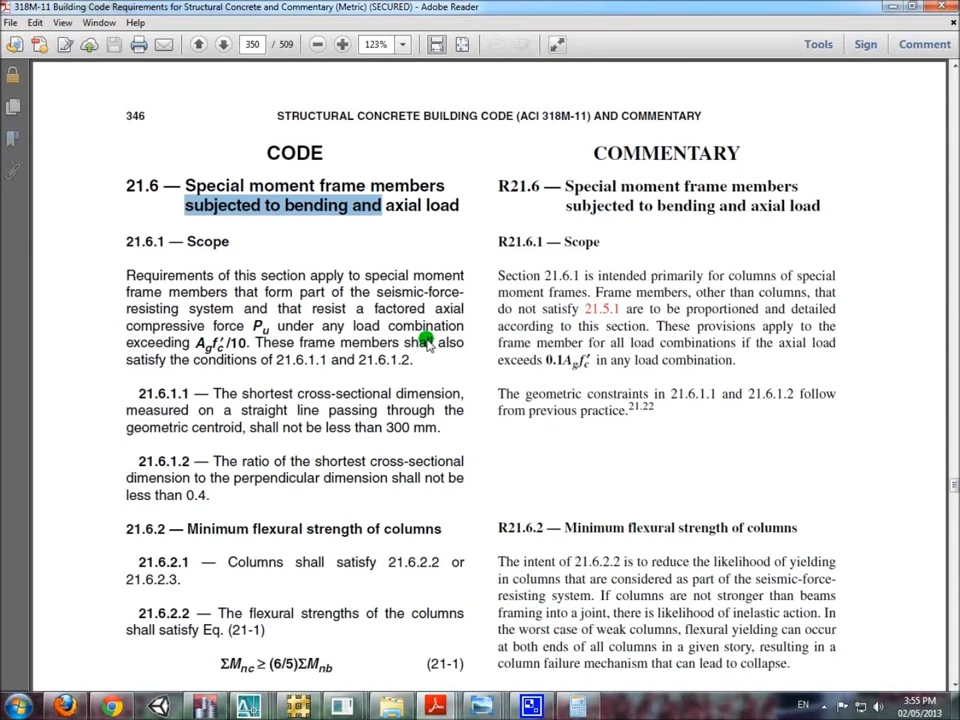 318M-11 Building Code Requirements for Structural Concrete and Commentary (Metric) (SECURED) - Adobe Reader
File Edit View Window Help
350 / 509 123% Tools Sign Comment
346 STRUCTURAL CONCRETE BUILDING CODE (ACI 318M-11) AND COMMENTARY
CODE
21.6 — Special moment frame members
subjected to bending and axial load
21.6.1 — Scope
Requirements of this section apply to special moment
frame members that form part of the seismic-force-
resisting system and that resist a factored axial
compressive force Pu under any load combination
exceeding Agfc′/10. These frame members shall also
satisfy the conditions of 21.6.1.1 and 21.6.1.2.
21.6.1.1 — The shortest cross-sectional dimension,
measured on a straight line passing through the
geometric centroid, shall not be less than 300 mm.
21.6.1.2 — The ratio of the shortest cross-sectional
dimension to the perpendicular dimension shall not be
less than 0.4.
21.6.2 — Minimum flexural strength of columns
21.6.2.1 — Columns shall satisfy 21.6.2.2 or
21.6.2.3.
21.6.2.2 — The flexural strengths of the columns
shall satisfy Eq. (21-1)
ΣMnc ≥ (6/5)ΣMnb (21-1)
COMMENTARY
R21.6 — Special moment frame members
subjected to bending and axial load
R21.6.1 — Scope
Section 21.6.1 is intended primarily for columns of special
moment frames. Frame members, other than columns, that
do not satisfy 21.5.1 are to be proportioned and detailed
according to this section. These provisions apply to the
frame member for all load combinations if the axial load
exceeds 0.1Agfc′ in any load combination.
The geometric constraints in 21.6.1.1 and 21.6.1.2 follow
from previous practice.21.22
R21.6.2 — Minimum flexural strength of columns
The intent of 21.6.2.2 is to reduce the likelihood of yielding
in columns that are considered as part of the seismic-force-
resisting system. If columns are not stronger than beams
framing into a joint, there is likelihood of inelastic action. In
the worst case of weak columns, flexural yielding can occur
at both ends of all columns in a given story, resulting in a
column failure mechanism that can lead to collapse.
EN 3:55 PM
02/05/2013